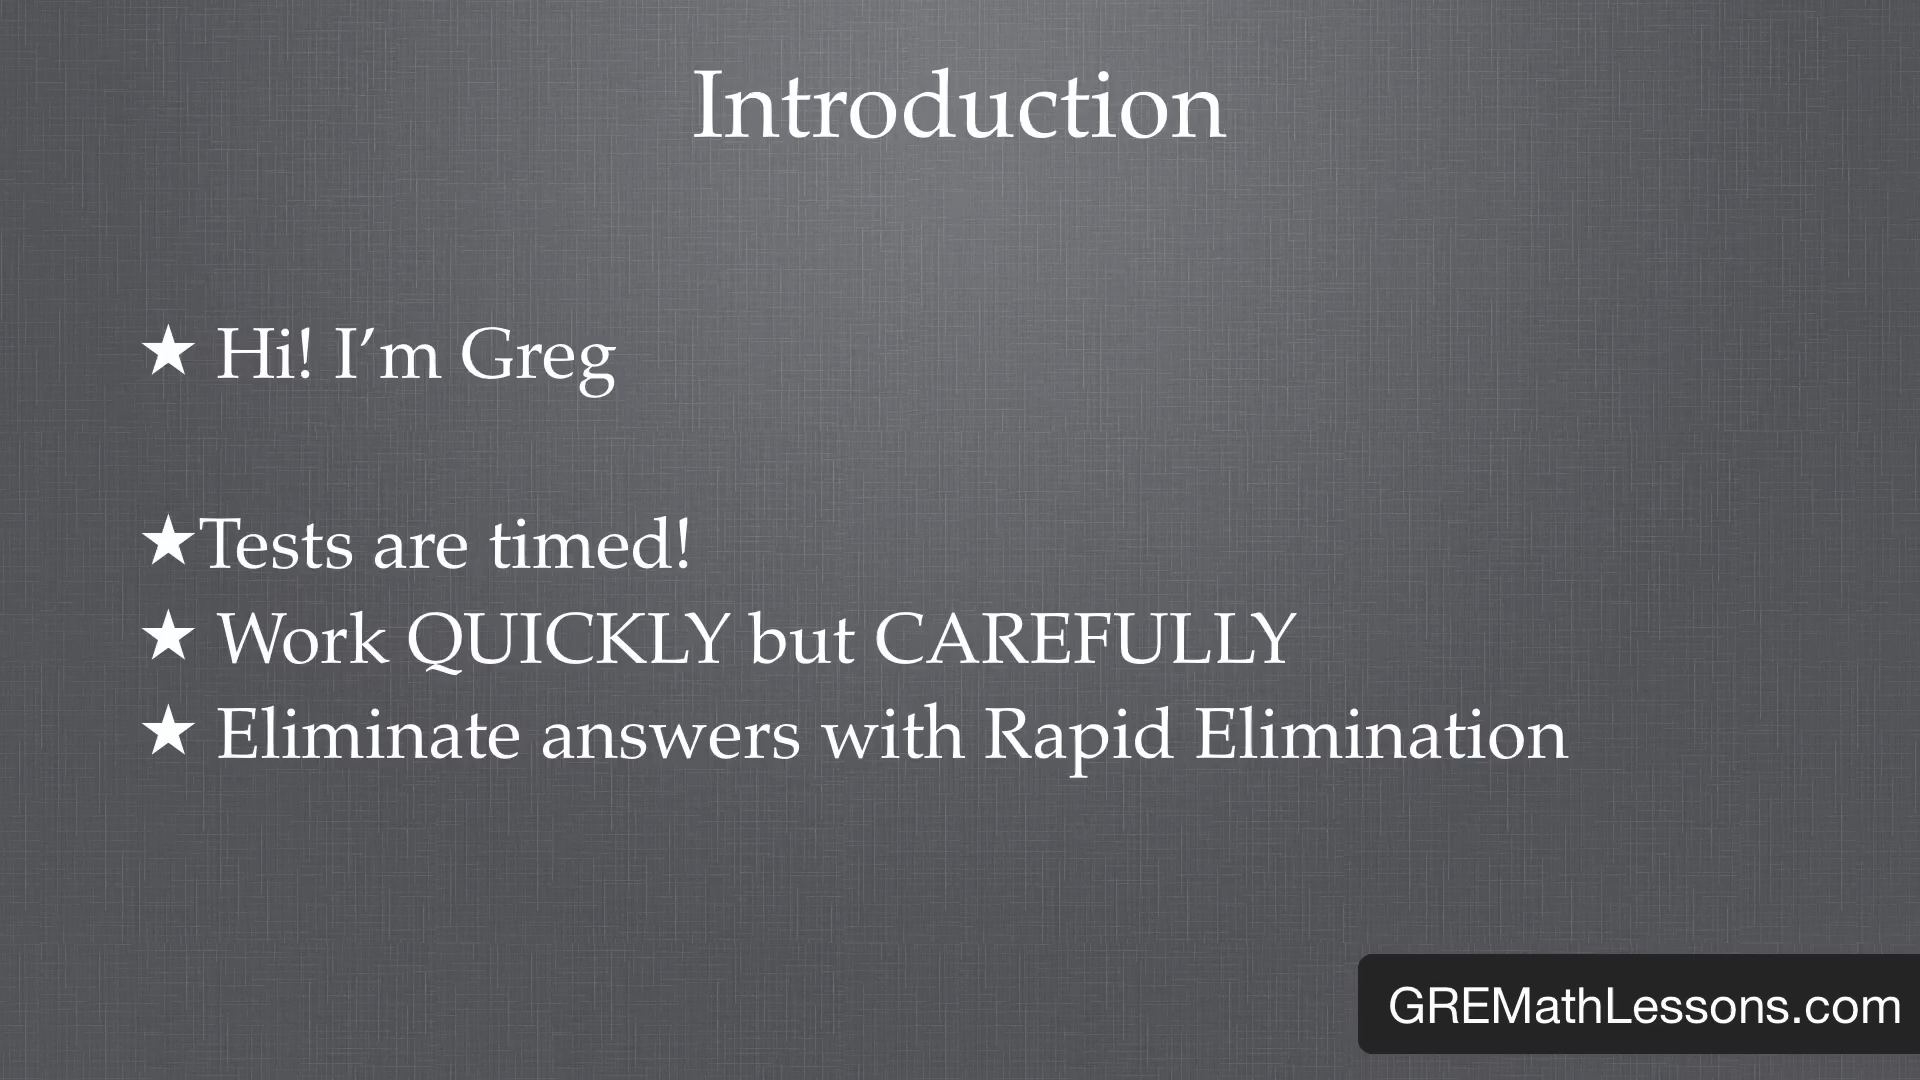 Introduction
★ Hi! I’m Greg
★Tests are timed!
★ Work QUICKLY but CAREFULLY
★ Eliminate answers with Rapid Elimination
GREMathLessons.com